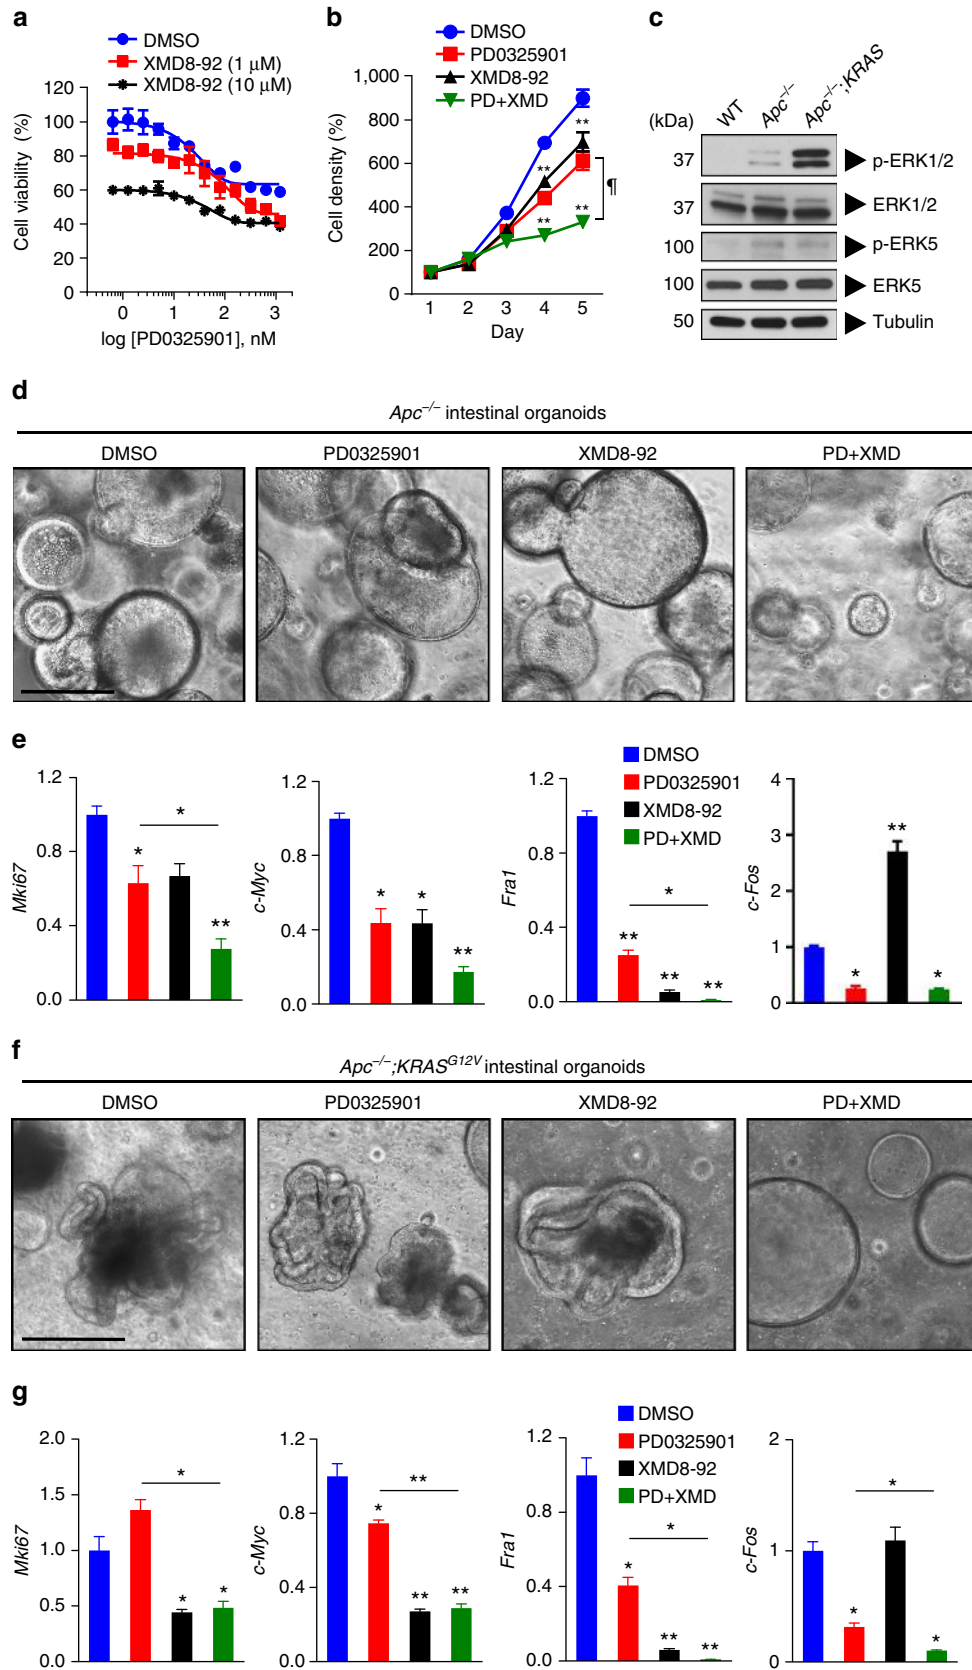 a
DMSO
XMD8-92 (1 μM)
XMD8-92 (10 μM)
Cell viability (%)
120
100
80
60
40
20
0
0 1 2 3
log [PD0325901], nM
b
DMSO
PD0325901
XMD8-92
PD+XMD
Cell density (%)
1,000
800
600
400
200
0
**
**
**
**
¶
1 2 3 4 5
Day
c
WT Apc–/– Apc–/–;KRAS
(kDa)
37 p-ERK1/2
37 ERK1/2
100 p-ERK5
100 ERK5
50 Tubulin
d
Apc–/– intestinal organoids
DMSO PD0325901 XMD8-92 PD+XMD
e
DMSO
PD0325901
XMD8-92
PD+XMD
Mki67
1.2
0.8
0.4
0.0
*
*
**
c-Myc
1.2
0.8
0.4
0.0
*
*
**
Fra1
1.2
0.8
0.4
0.0
*
**
**
**
c-Fos
4
3
2
1
0
**
*
*
f
Apc–/–;KRASG12V intestinal organoids
DMSO PD0325901 XMD8-92 PD+XMD
g
DMSO
PD0325901
XMD8-92
PD+XMD
Mki67
2.0
1.5
1.0
0.5
0.0
*
*
*
c-Myc
1.2
0.8
0.4
0.0
**
*
**
**
Fra1
1.2
0.8
0.4
0.0
*
*
**
**
c-Fos
2
1
0
*
*
*